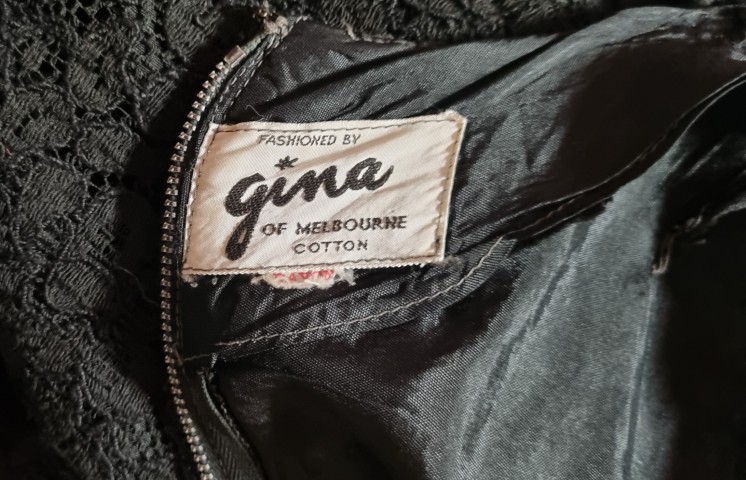 FASHIONED BY
gina
OF MELBOURNE
COTTON